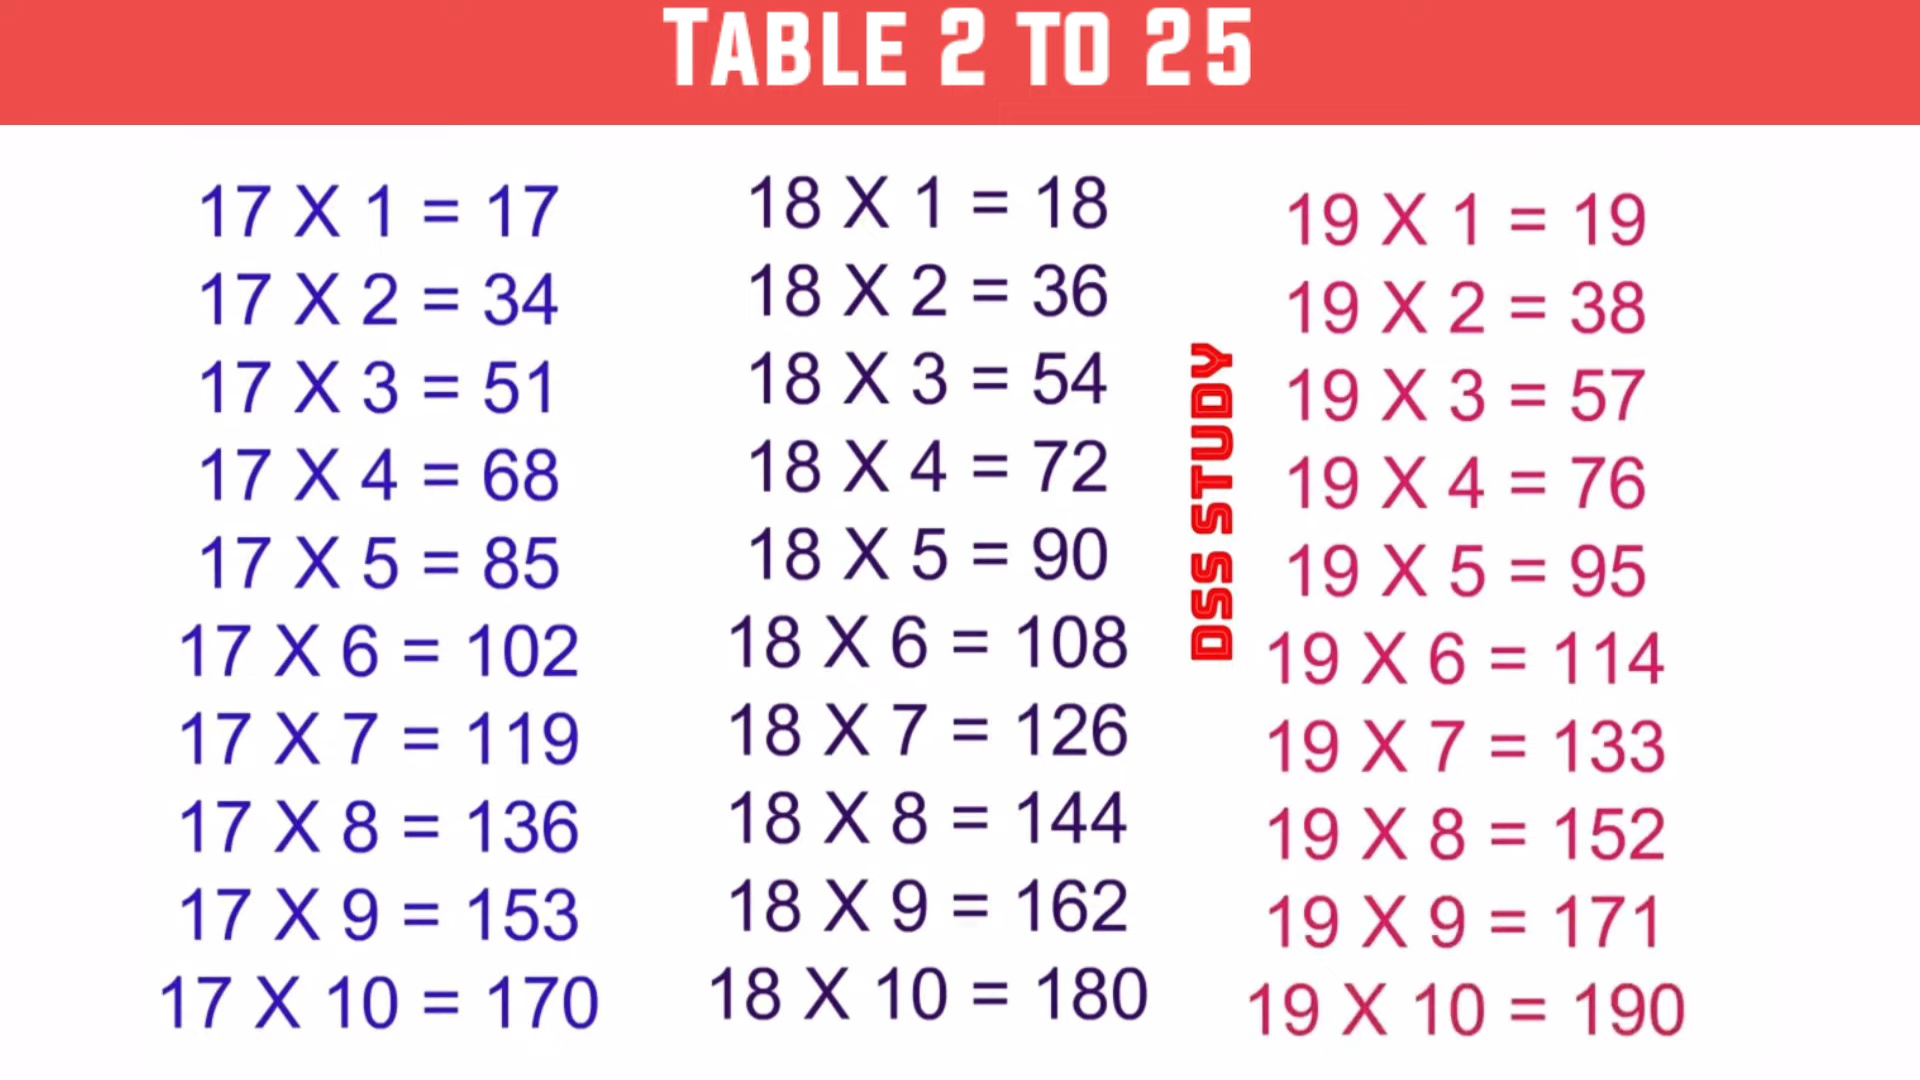 TABLE 2 TO 25
17 X 1 = 17
17 X 2 = 34
17 X 3 = 51
17 X 4 = 68
17 X 5 = 85
17 X 6 = 102
17 X 7 = 119
17 X 8 = 136
17 X 9 = 153
17 X 10 = 170
18 X 1 = 18
18 X 2 = 36
18 X 3 = 54
18 X 4 = 72
18 X 5 = 90
18 X 6 = 108
18 X 7 = 126
18 X 8 = 144
18 X 9 = 162
18 X 10 = 180
DSS STUDY
19 X 1 = 19
19 X 2 = 38
19 X 3 = 57
19 X 4 = 76
19 X 5 = 95
19 X 6 = 114
19 X 7 = 133
19 X 8 = 152
19 X 9 = 171
19 X 10 = 190